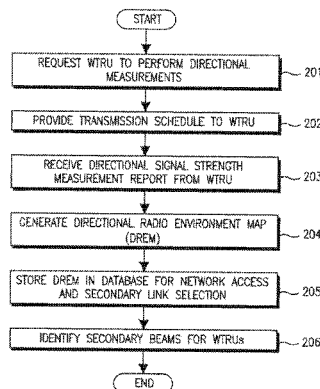 START
REQUEST WTRU TO PERFORM DIRECTIONAL
MEASUREMENTS
201
PROVIDE TRANSMISSION SCHEDULE TO WTRU
202
RECEIVE DIRECTIONAL SIGNAL STRENGTH
MEASUREMENT REPORT FROM WTRU
203
GENERATE DIRECTIONAL RADIO ENVIRONMENT MAP
(DREM)
204
STORE DREM IN DATABASE FOR NETWORK ACCESS
AND SECONDARY LINK SELECTION
205
IDENTIFY SECONDARY BEAMS FOR WTRUs
206
END